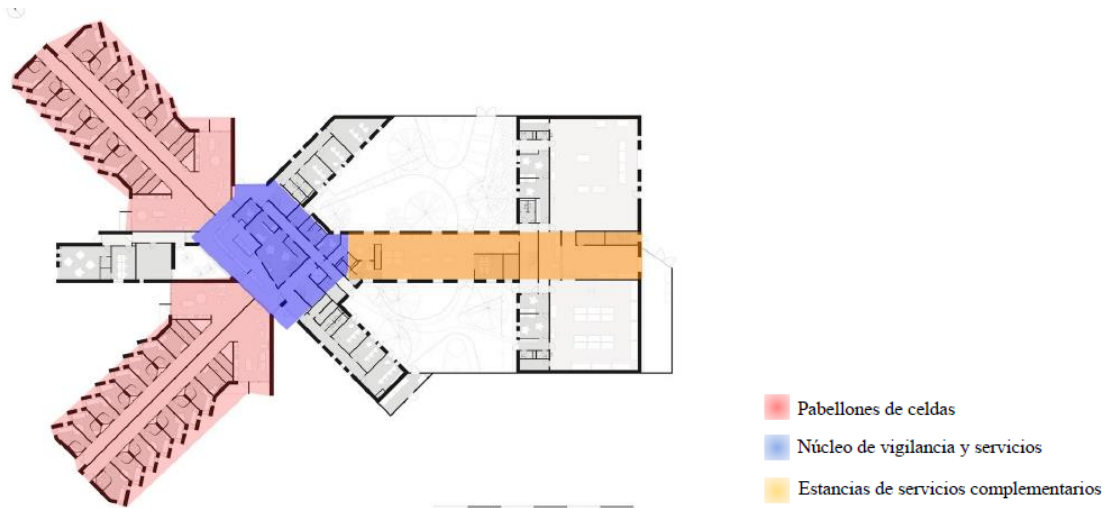 Pabellones de celdas
Núcleo de vigilancia y servicios
Estancias de servicios complementarios